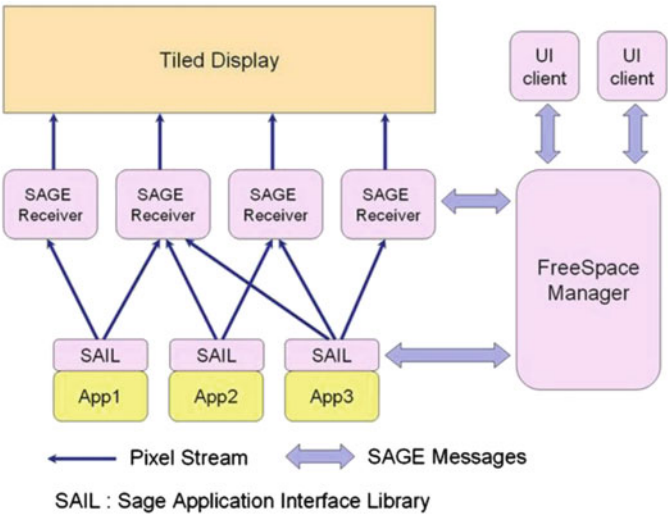 Tiled Display
UI
client
UI
client
SAGE
Receiver
SAGE
Receiver
SAGE
Receiver
SAGE
Receiver
FreeSpace
Manager
SAIL
SAIL
SAIL
App1
App2
App3
Pixel Stream
SAGE Messages
SAIL : Sage Application Interface Library